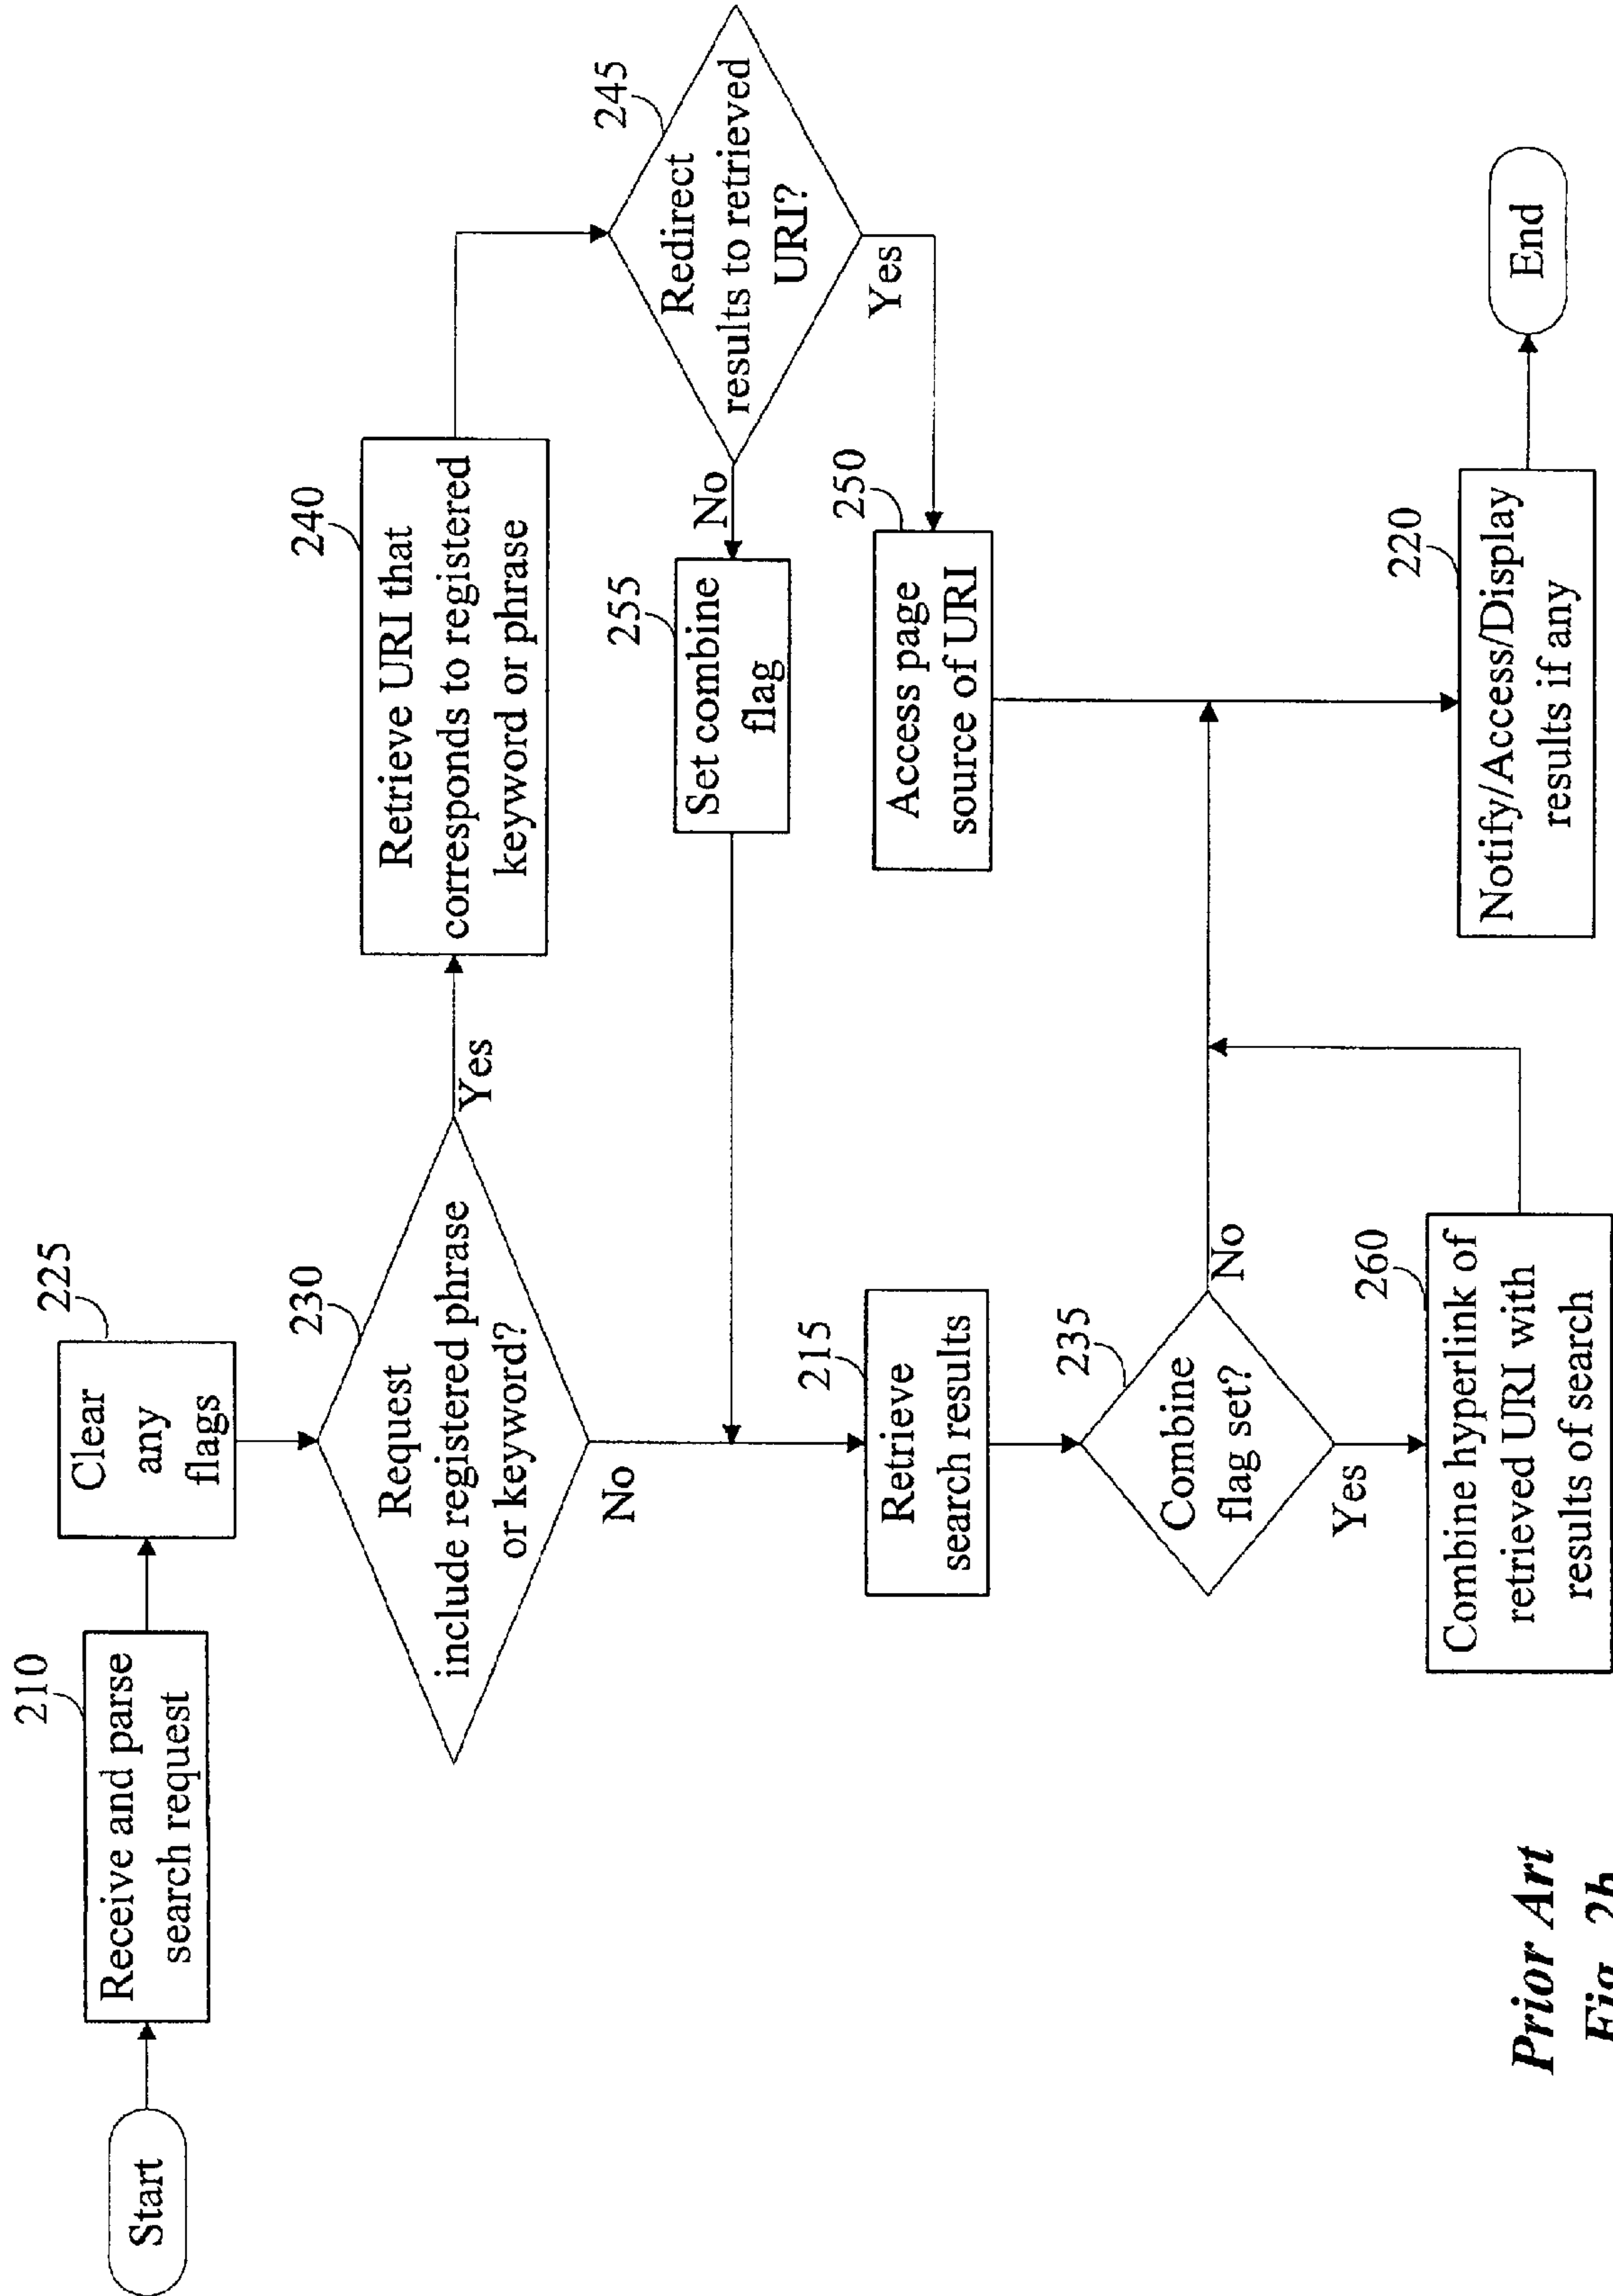 Start
210
Receive and parse
search request
225
Clear
any
flags
230
Request
include registered phrase
or keyword?
Yes
No
240
Retrieve URI that
corresponds to registered
keyword or phrase
245
Redirect
results to retrieved
URI?
No
Yes
255
Set combine
flag
250
Access page
source of URI
215
Retrieve
search results
235
Combine
flag set?
No
Yes
260
Combine hyperlink of
retrieved URI with
results of search
220
Notify/Access/Display
results if any
End
Prior Art
Fig. 2b